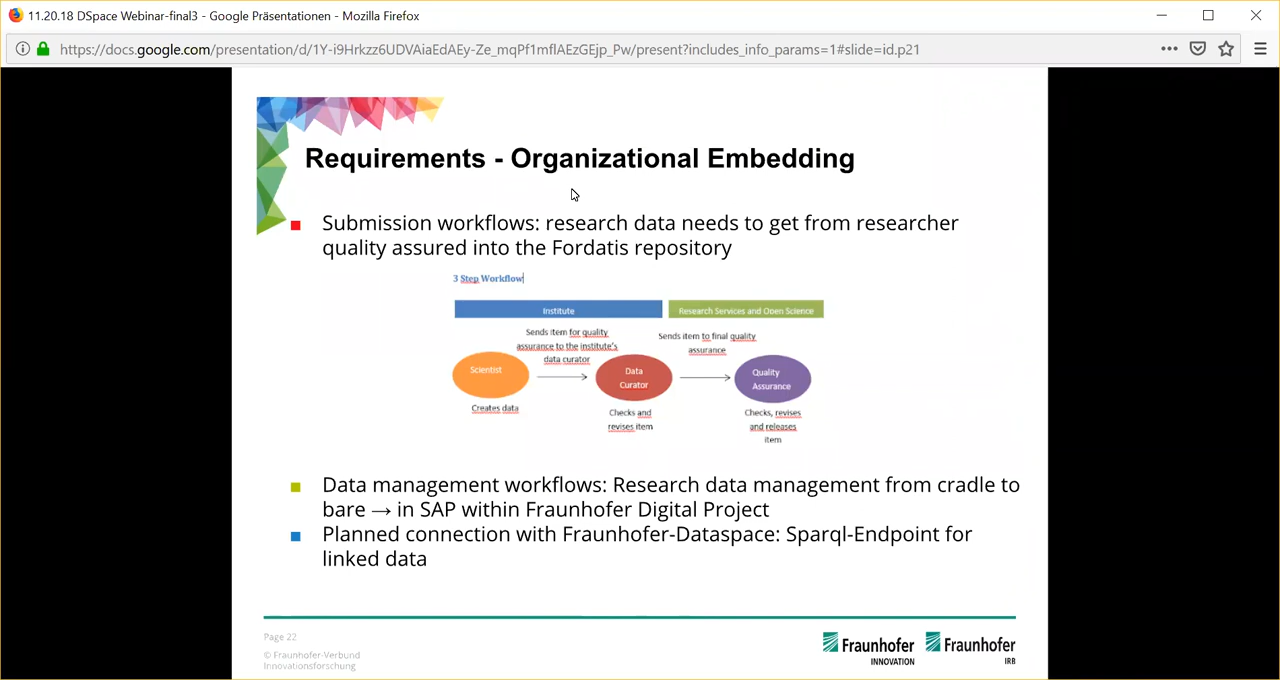 11.20.18 DSpace Webinar-final3 - Google Präsentationen - Mozilla Firefox
https://docs.google.com/presentation/d/1Y-i9Hrkzz6UDVAiaEdAEy-Ze_mqPf1mflAEzGEjp_Pw/present?includes_info_params=1#slide=id.p21
Requirements - Organizational Embedding
Submission workflows: research data needs to get from researcher
quality assured into the Fordatis repository
3 Step Workflow
Institute
Research Services and Open Science
Sends item for quality
assurance to the institute's
data curator
Sends item to final quality
assurance
Scientist
Data
Curator
Quality
Assurance
Creates data
Checks and
revises item
Checks, revises
and releases
item
Data management workflows: Research data management from cradle to
bare → in SAP within Fraunhofer Digital Project
Planned connection with Fraunhofer-Dataspace: Sparql-Endpoint for
linked data
Page 22
© Fraunhofer-Verbund
Innovationsforschung
Fraunhofer
INNOVATION
Fraunhofer
IRB